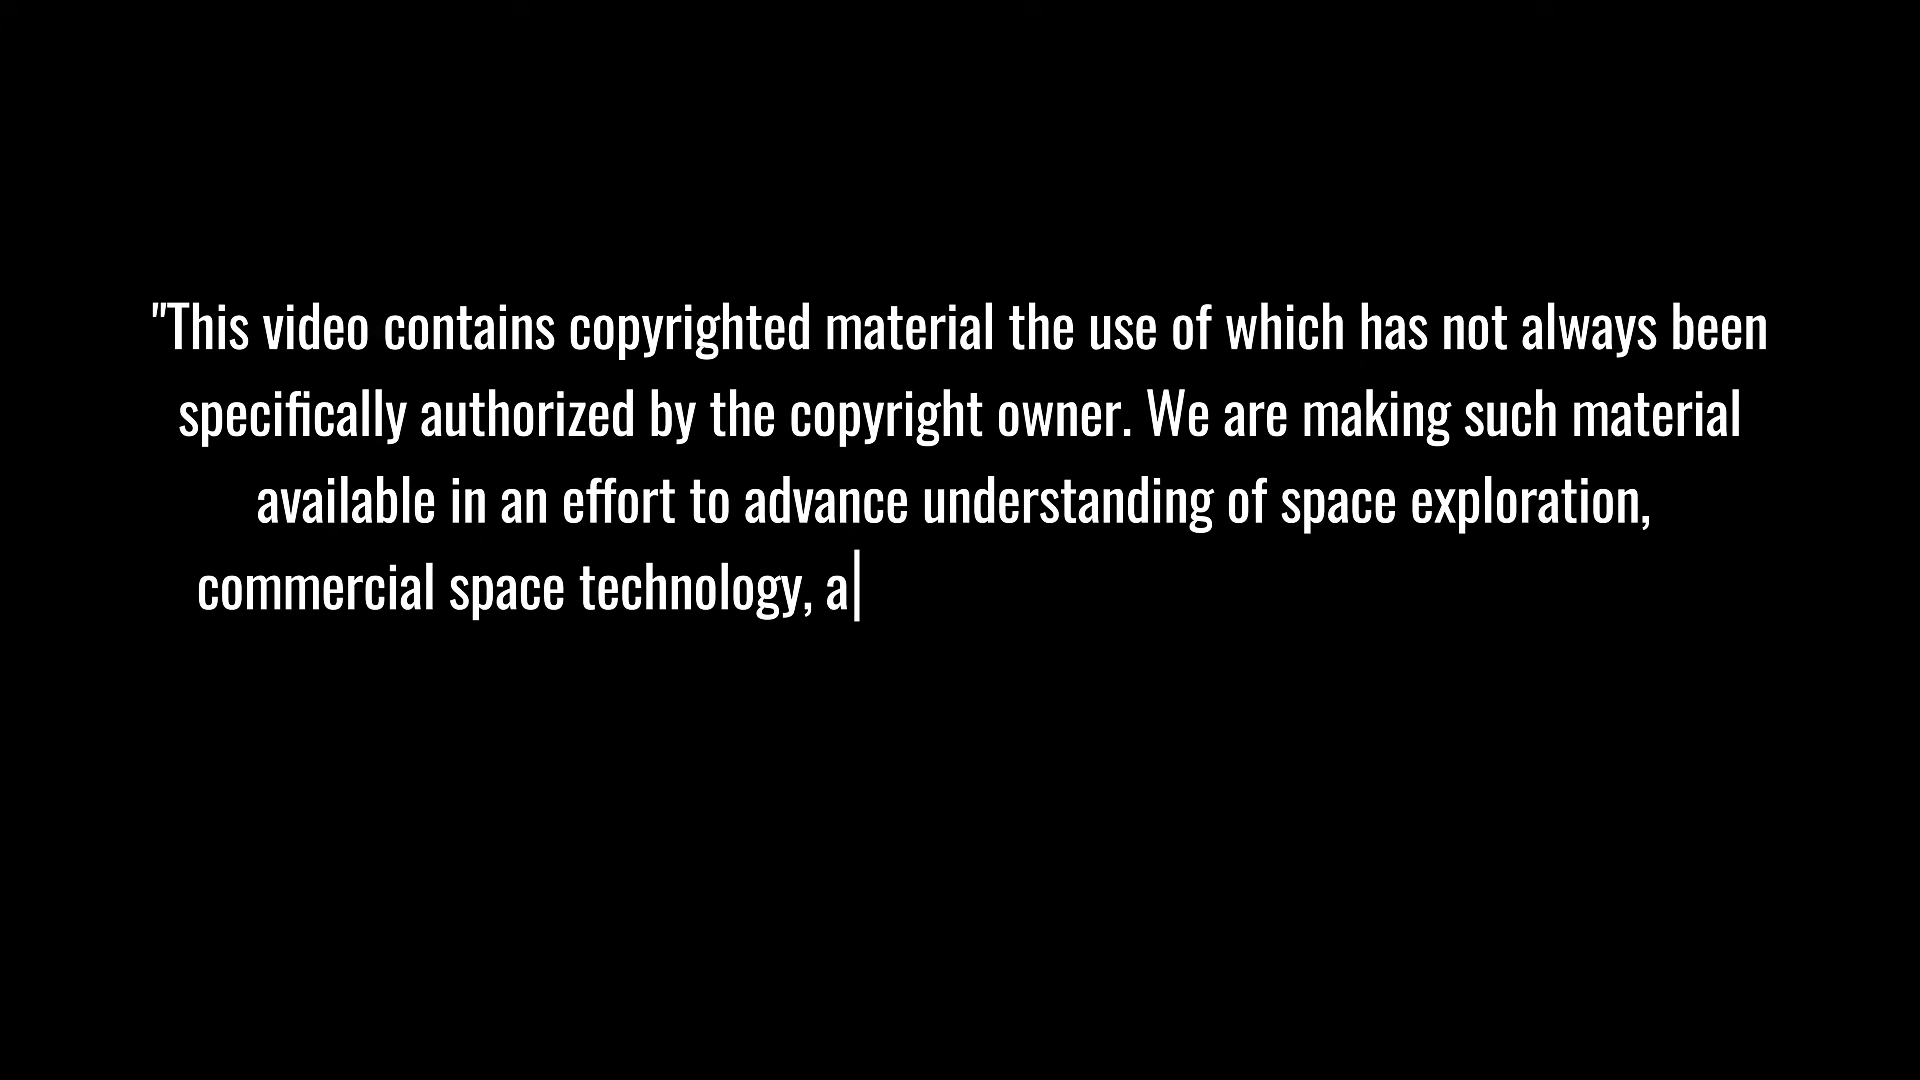 "This video contains copyrighted material the use of which has not always been
specifically authorized by the copyright owner. We are making such material
available in an effort to advance understanding of space exploration,
commercial space technology, a